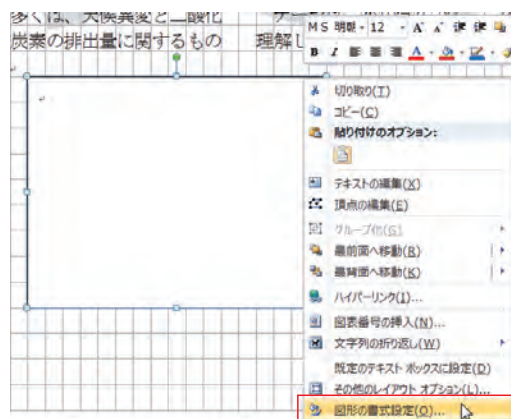 多くは、天候異変と二酸化
炭素の排出量に関するもの 理解し
MS 明朝 12
切り取り(T)
コピー(C)
貼り付けのオプション:
テキストの編集(X)
頂点の編集(E)
グループ化(G)
最前面へ移動(R)
最背面へ移動(K)
ハイパーリンク(I)...
図表番号の挿入(N)...
文字列の折り返し(W)
既定のテキスト ボックスに設定(D)
その他のレイアウト オプション(L)...
図形の書式設定(O)...